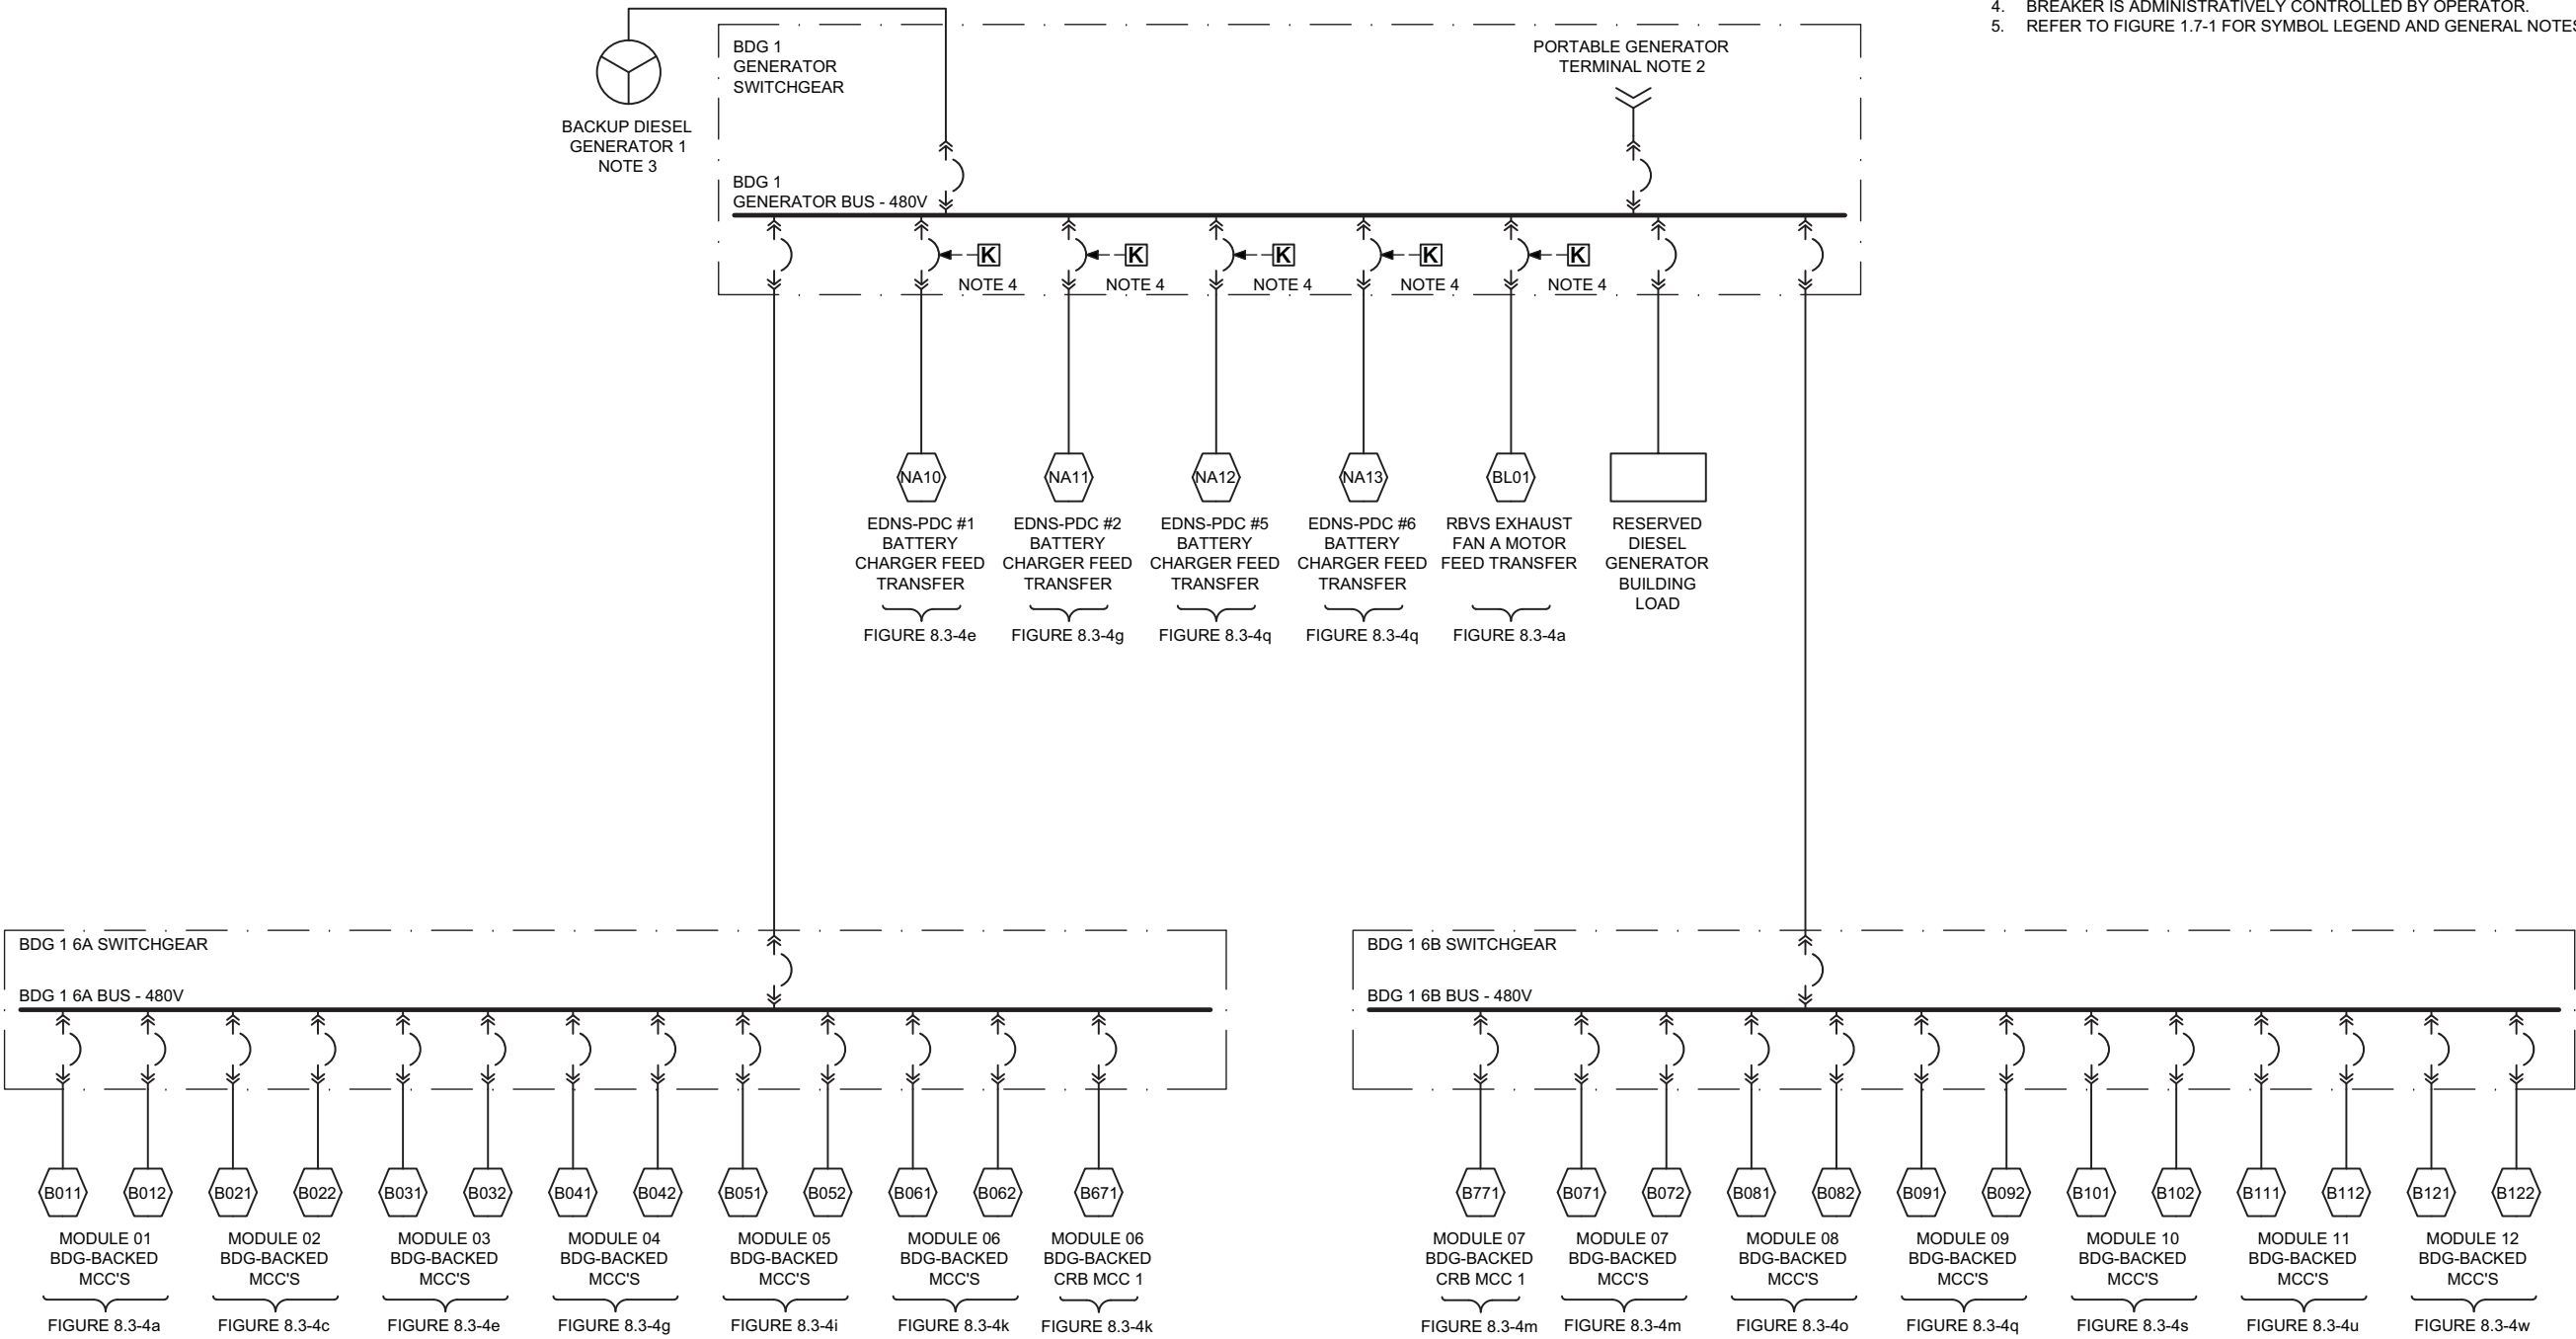 4. BREAKER IS ADMINISTRATIVELY CONTROLLED BY OPERATOR.
5. REFER TO FIGURE 1.7-1 FOR SYMBOL LEGEND AND GENERAL NOTES
BACKUP DIESEL
GENERATOR 1
NOTE 3
BDG 1
GENERATOR
SWITCHGEAR
PORTABLE GENERATOR
TERMINAL NOTE 2
BDG 1
GENERATOR BUS - 480V
K
NOTE 4
K
NOTE 4
K
NOTE 4
K
NOTE 4
K
NOTE 4
NA10
EDNS-PDC #1
BATTERY
CHARGER FEED
TRANSFER
FIGURE 8.3-4e
NA11
EDNS-PDC #2
BATTERY
CHARGER FEED
TRANSFER
FIGURE 8.3-4g
NA12
EDNS-PDC #5
BATTERY
CHARGER FEED
TRANSFER
FIGURE 8.3-4q
NA13
EDNS-PDC #6
BATTERY
CHARGER FEED
TRANSFER
FIGURE 8.3-4q
BL01
RBVS EXHAUST
FAN A MOTOR
FEED TRANSFER
FIGURE 8.3-4a
RESERVED
DIESEL
GENERATOR
BUILDING
LOAD
BDG 1 6A SWITCHGEAR
BDG 1 6A BUS - 480V
B011
B012
MODULE 01
BDG-BACKED
MCC'S
FIGURE 8.3-4a
B021
B022
MODULE 02
BDG-BACKED
MCC'S
FIGURE 8.3-4c
B031
B032
MODULE 03
BDG-BACKED
MCC'S
FIGURE 8.3-4e
B041
B042
MODULE 04
BDG-BACKED
MCC'S
FIGURE 8.3-4g
B051
B052
MODULE 05
BDG-BACKED
MCC'S
FIGURE 8.3-4i
B061
B062
MODULE 06
BDG-BACKED
MCC'S
FIGURE 8.3-4k
B671
MODULE 06
BDG-BACKED
CRB MCC 1
FIGURE 8.3-4k
BDG 1 6B SWITCHGEAR
BDG 1 6B BUS - 480V
B771
MODULE 07
BDG-BACKED
CRB MCC 1
FIGURE 8.3-4m
B071
B072
MODULE 07
BDG-BACKED
MCC'S
FIGURE 8.3-4m
B081
B082
MODULE 08
BDG-BACKED
MCC'S
FIGURE 8.3-4o
B091
B092
MODULE 09
BDG-BACKED
MCC'S
FIGURE 8.3-4q
B101
B102
MODULE 10
BDG-BACKED
MCC'S
FIGURE 8.3-4s
B111
B112
MODULE 11
BDG-BACKED
MCC'S
FIGURE 8.3-4u
B121
B122
MODULE 12
BDG-BACKED
MCC'S
FIGURE 8.3-4w